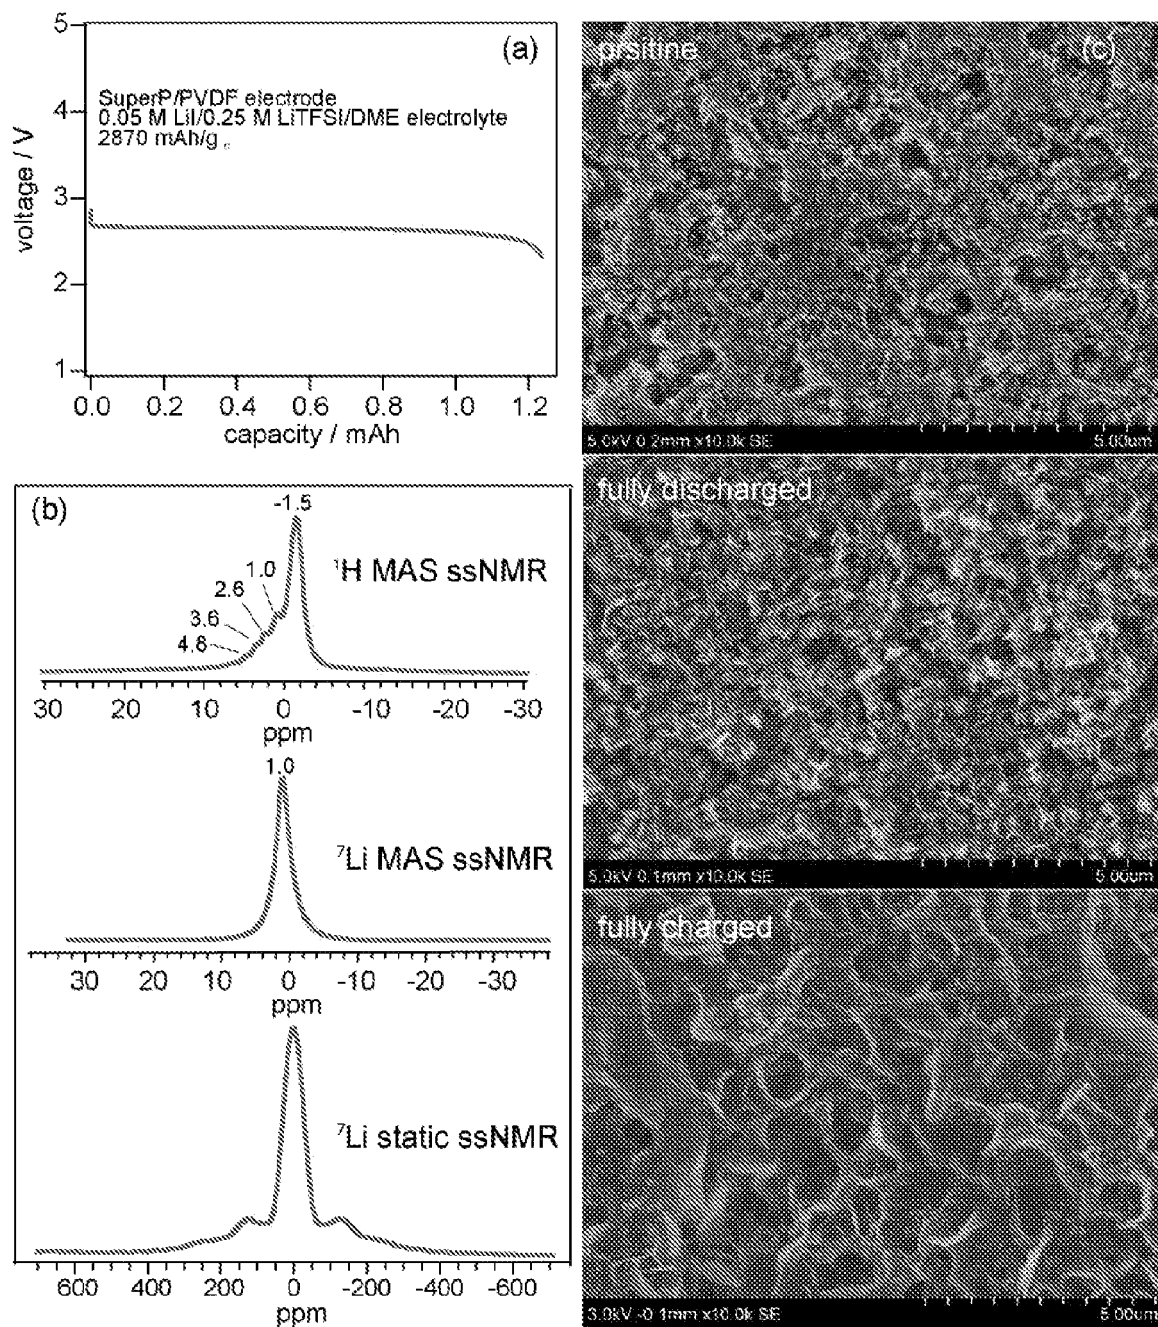 (a)
5
4
3
2
1
voltage / V
SuperP/PVDF electrode
0.05 M LiI/0.25 M LiTFSI/DME electrolyte
2870 mAh/g c
0.0 0.2 0.4 0.6 0.8 1.0 1.2
capacity / mAh
(b)
-1.5
1.0
2.6
3.6
4.8
¹H MAS ssNMR
30 20 10 0 -10 -20 -30
ppm
1.0
⁷Li MAS ssNMR
30 20 10 0 -10 -20 -30
ppm
⁷Li static ssNMR
600 400 200 0 -200 -400 -600
ppm
prsitine
(c)
5.0kV 0.2mm x10.0k SE 5.00um
fully discharged
5.0kV 0.1mm x10.0k SE 5.00um
fully charged
3.0kV -0.1mm x10.0k SE 5.00um